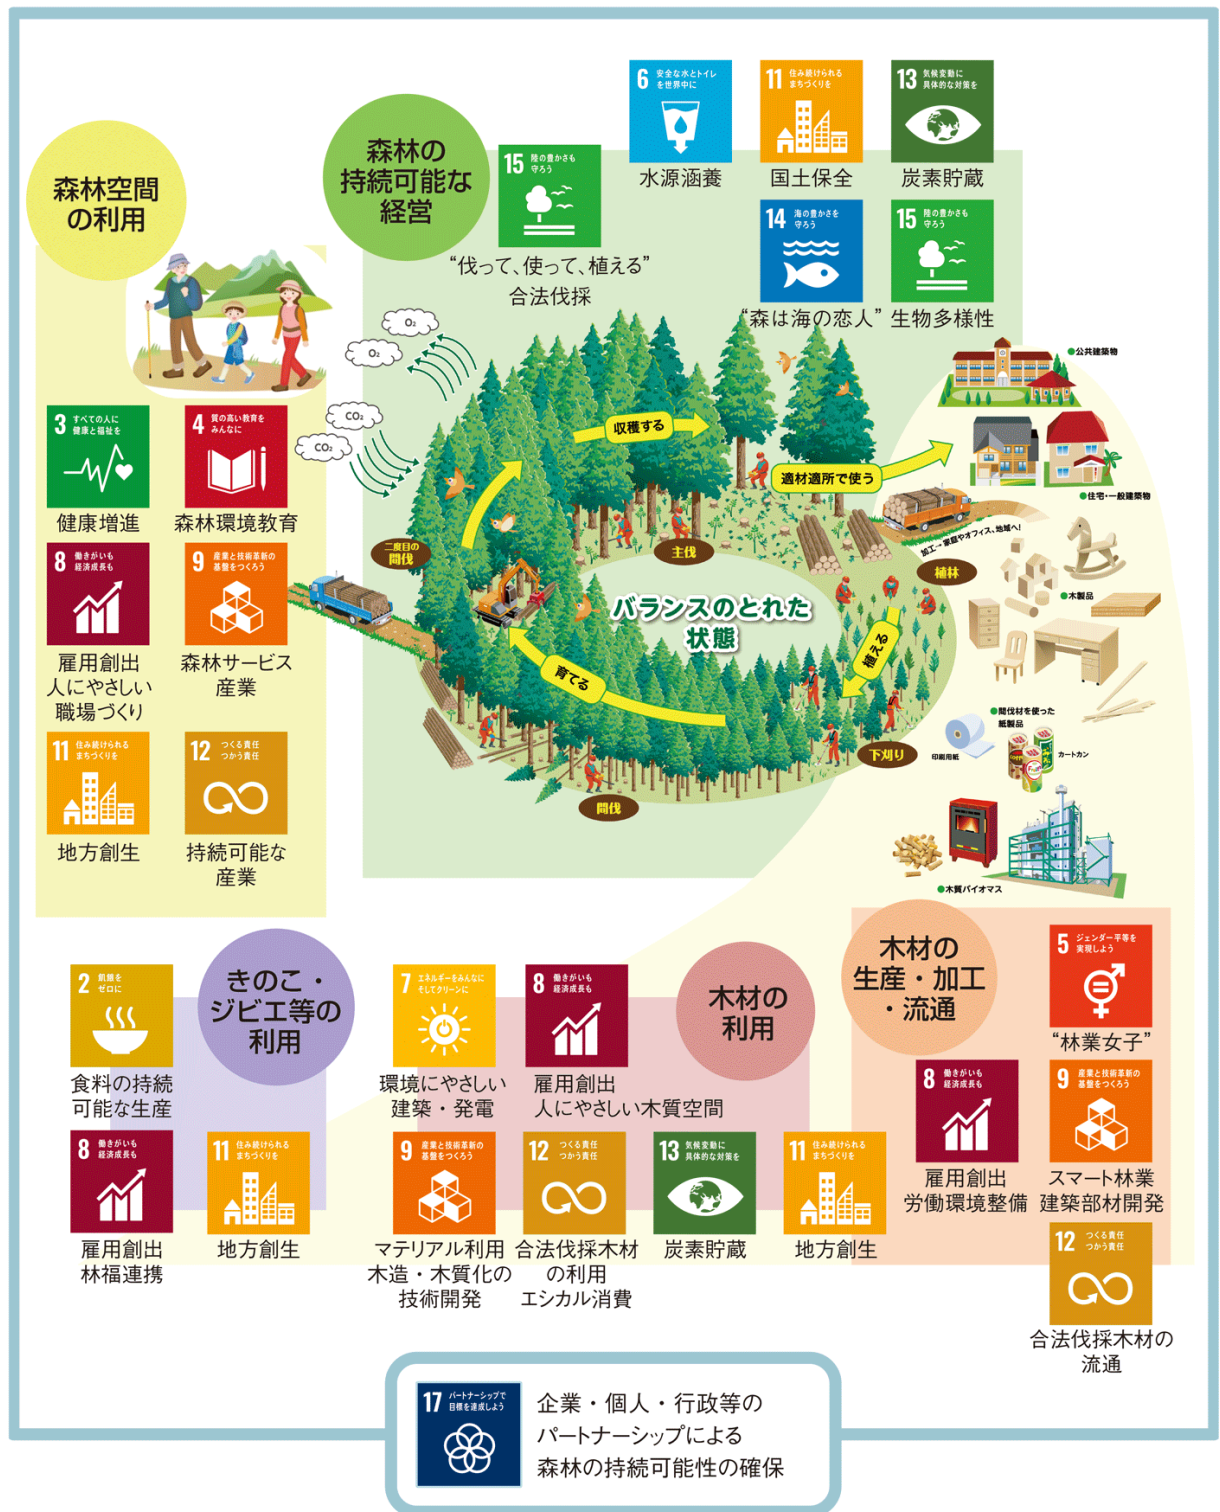 森林空間
の利用
3 すべての人に
健康と福祉を
健康増進
4 質の高い教育を
みんなに
森林環境教育
8 働きがいも
経済成長も
雇用創出
人にやさしい
職場づくり
9 産業と技術革新の
基盤をつくろう
森林サービス
産業
11 住み続けられる
まちづくりを
地方創生
12 つくる責任
つかう責任
持続可能な
産業
森林の
持続可能な
経営
15 陸の豊かさも
守ろう
“伐って、使って、植える”
合法伐採
6 安全な水とトイレ
を世界中に
水源涵養
11 住み続けられる
まちづくりを
国土保全
13 気候変動に
具体的な対策を
炭素貯蔵
14 海の豊かさを
守ろう
“森は海の恋人”
15 陸の豊かさも
守ろう
生物多様性
O₂
O₂
CO₂
CO₂
収穫する
適材適所で使う
二度目の
間伐
主伐
植林
バランスのとれた
状態
植える
育てる
下刈り
間伐
●公共建築物
●住宅・一般建築物
加工→家庭やオフィス、地域へ!
●木製品
●間伐材を使った
紙製品
印刷用紙
カートカン
●木質バイオマス
きのこ・
ジビエ等の
利用
2 飢餓を
ゼロに
食料の持続
可能な生産
8 働きがいも
経済成長も
雇用創出
林福連携
11 住み続けられる
まちづくりを
地方創生
木材の
利用
7 エネルギーをみんなに
そしてクリーンに
環境にやさしい
建築・発電
8 働きがいも
経済成長も
雇用創出
人にやさしい木質空間
9 産業と技術革新の
基盤をつくろう
マテリアル利用
木造・木質化の
技術開発
12 つくる責任
つかう責任
合法伐採木材
の利用
エシカル消費
13 気候変動に
具体的な対策を
炭素貯蔵
11 住み続けられる
まちづくりを
地方創生
木材の
生産・加工
・流通
5 ジェンダー平等を
実現しよう
“林業女子”
8 働きがいも
経済成長も
雇用創出
労働環境整備
9 産業と技術革新の
基盤をつくろう
スマート林業
建築部材開発
12 つくる責任
つかう責任
合法伐採木材の
流通
17 パートナーシップで
目標を達成しよう
企業・個人・行政等の
パートナーシップによる
森林の持続可能性の確保